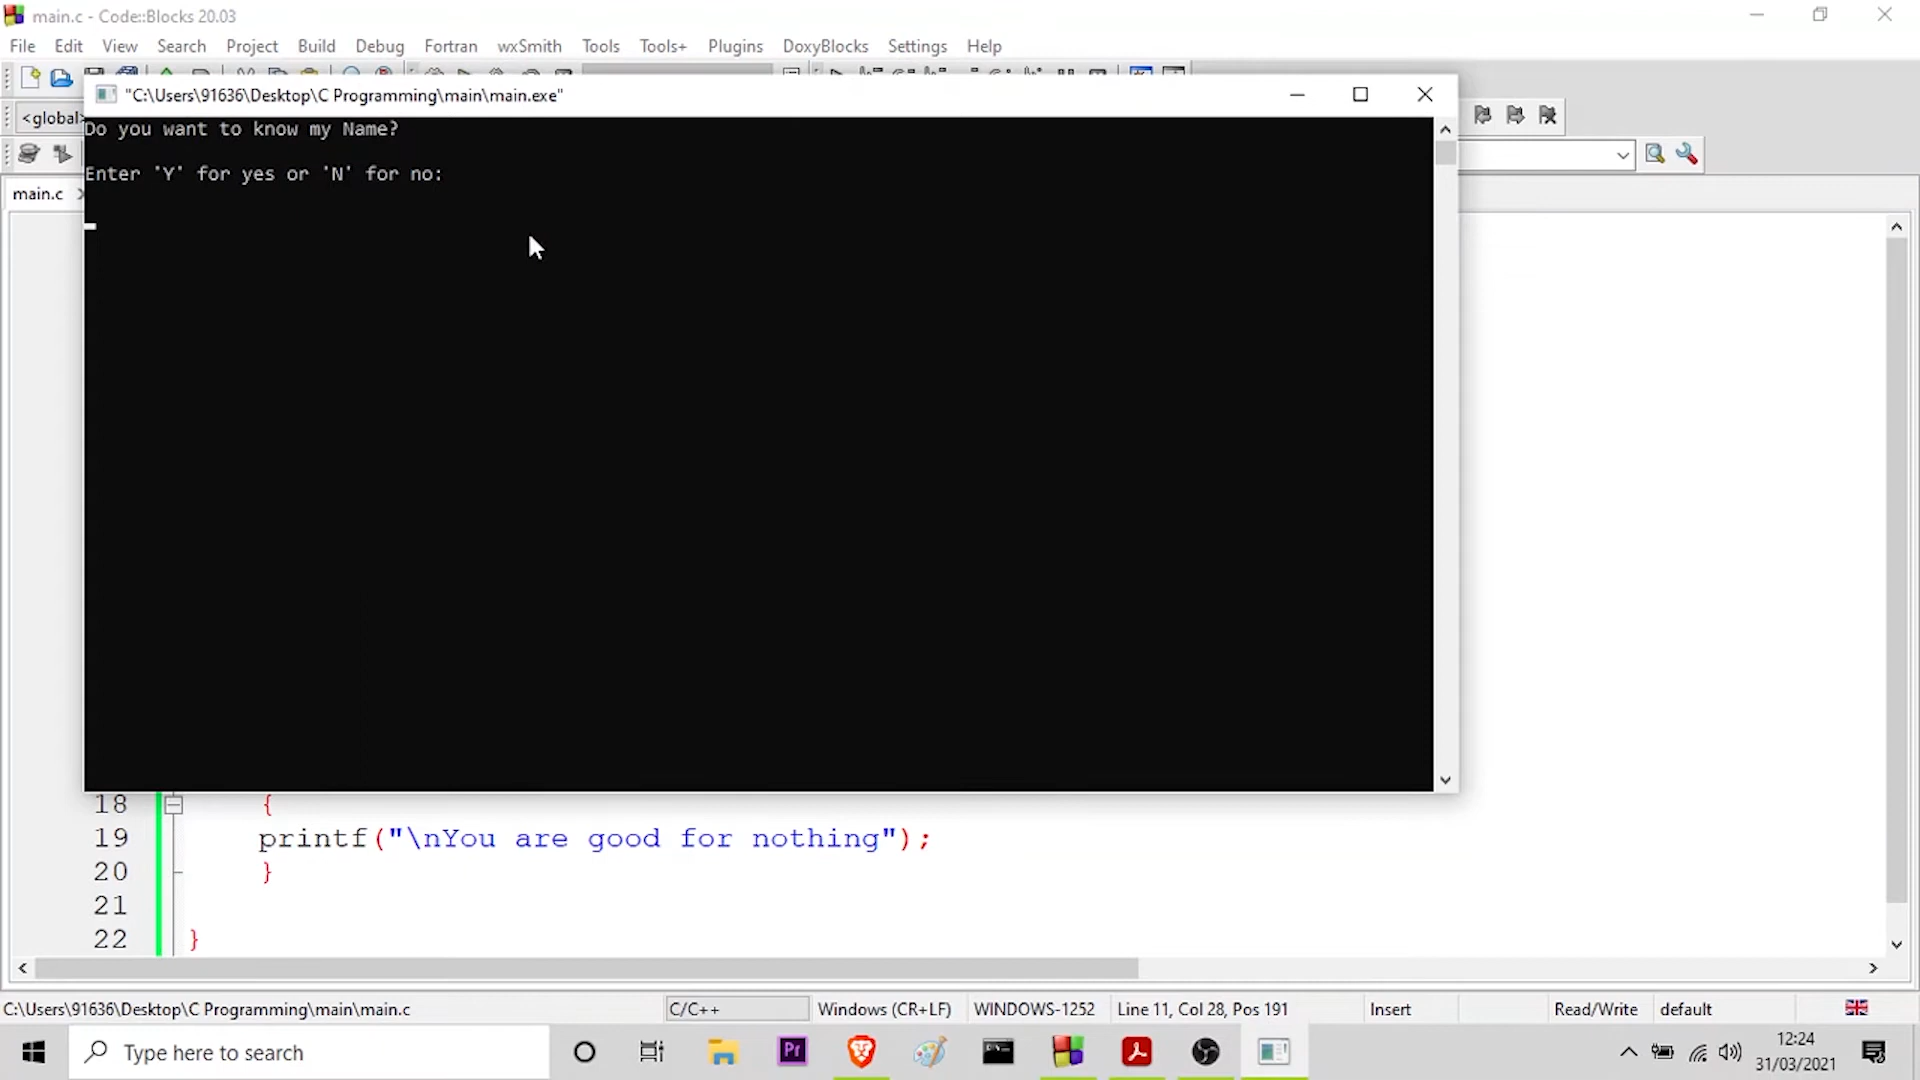 main.c - Code::Blocks 20.03
File Edit View Search Project Build Debug Fortran wxSmith Tools Tools+ Plugins DoxyBlocks Settings Help
"C:\Users\91636\Desktop\C Programming\main\main.exe"
<global>
Do you want to know my Name?
Enter 'Y' for yes or 'N' for no:
main.c
18 {
19 printf("\nYou are good for nothing");
20 }
21
22 }
C:\Users\91636\Desktop\C Programming\main\main.c C/C++ Windows (CR+LF) WINDOWS-1252 Line 11, Col 28, Pos 191 Insert Read/Write default
Type here to search
Pr
12:24
31/03/2021